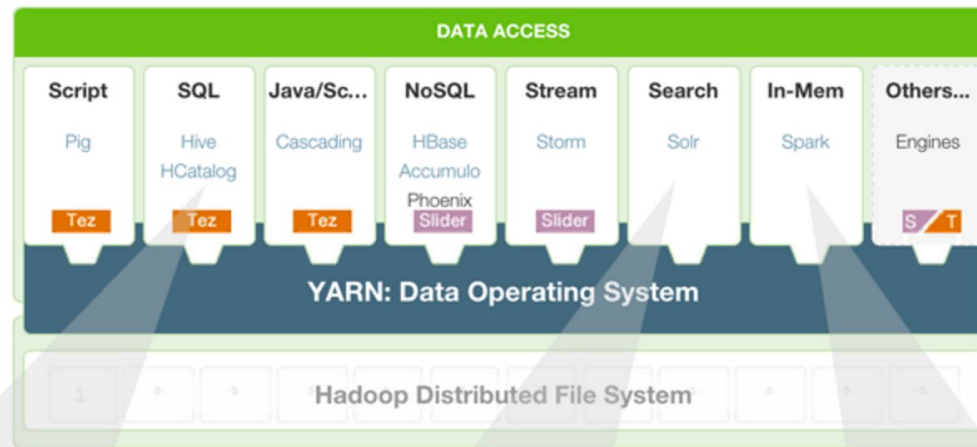 DATA ACCESS
Script
Pig
Tez
SQL
Hive
HCatalog
Tez
Java/Sc...
Cascading
Tez
NoSQL
HBase
Accumulo
Phoenix
Slider
Stream
Storm
Slider
Search
Solr
In-Mem
Spark
Others...
Engines
S T
YARN: Data Operating System
Hadoop Distributed File System